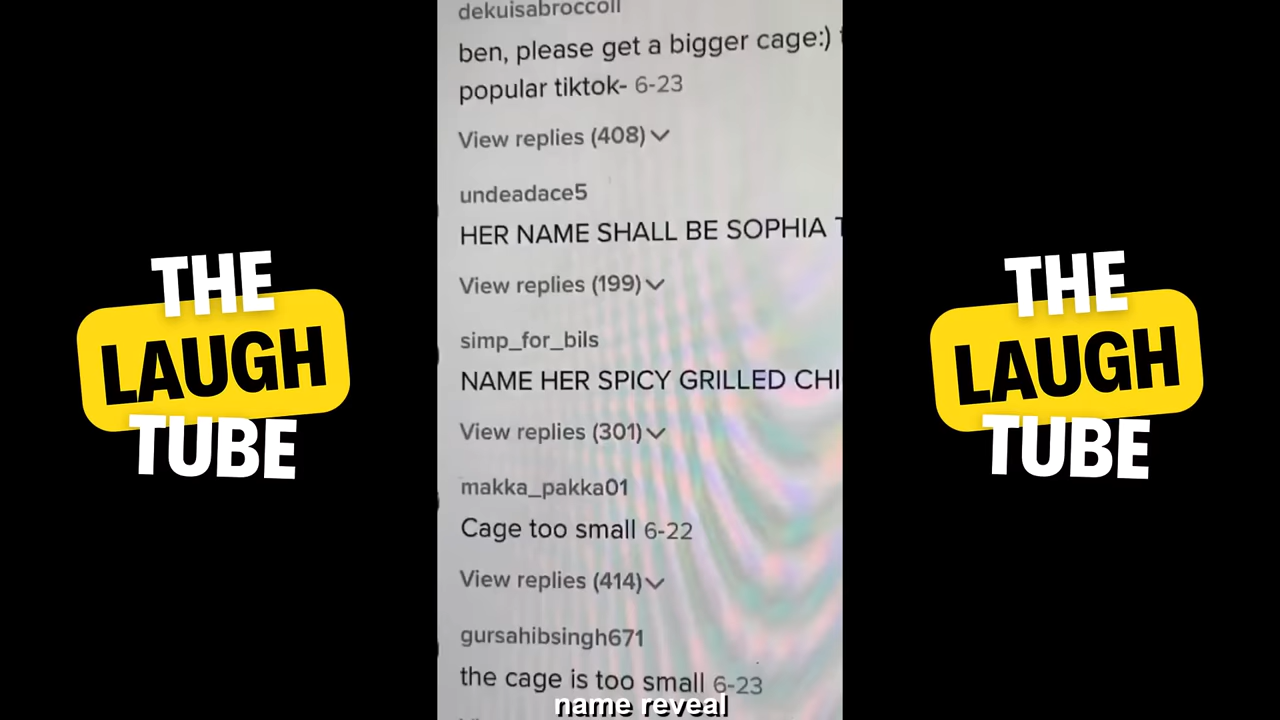 THE
LAUGH
TUBE
dekuisabroccoli
ben, please get a bigger cage:)
popular tiktok- 6-23
View replies (408)
undeadace5
HER NAME SHALL BE SOPHIA
View replies (199)
simp_for_bils
NAME HER SPICY GRILLED CHI
View replies (301)
makka_pakka01
Cage too small 6-22
View replies (414)
gursahibsingh671
the cage is too small 6-23
name reveal
THE
LAUGH
TUBE